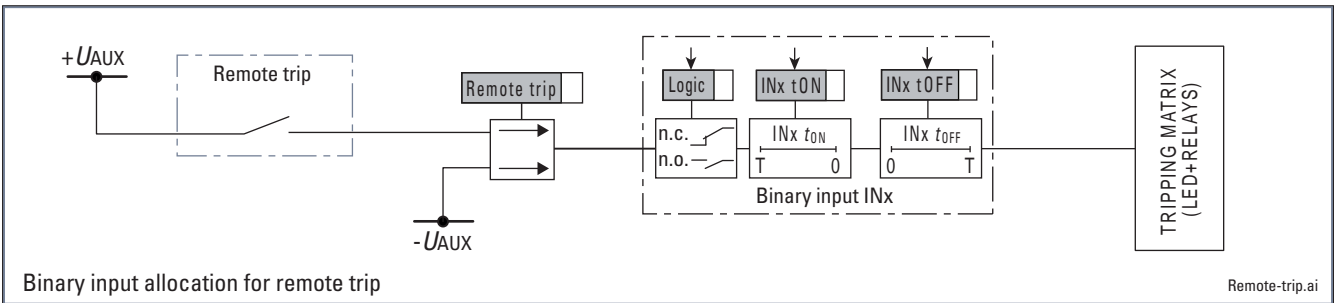 +UAUX
Remote trip
Remote trip
Logic
INx tON
INx tOFF
n.c.
n.o.
INx tON
T 0
INx tOFF
0 T
Binary input INx
-UAUX
TRIPPING MATRIX
(LED+RELAYS)
Binary input allocation for remote trip
Remote-trip.ai